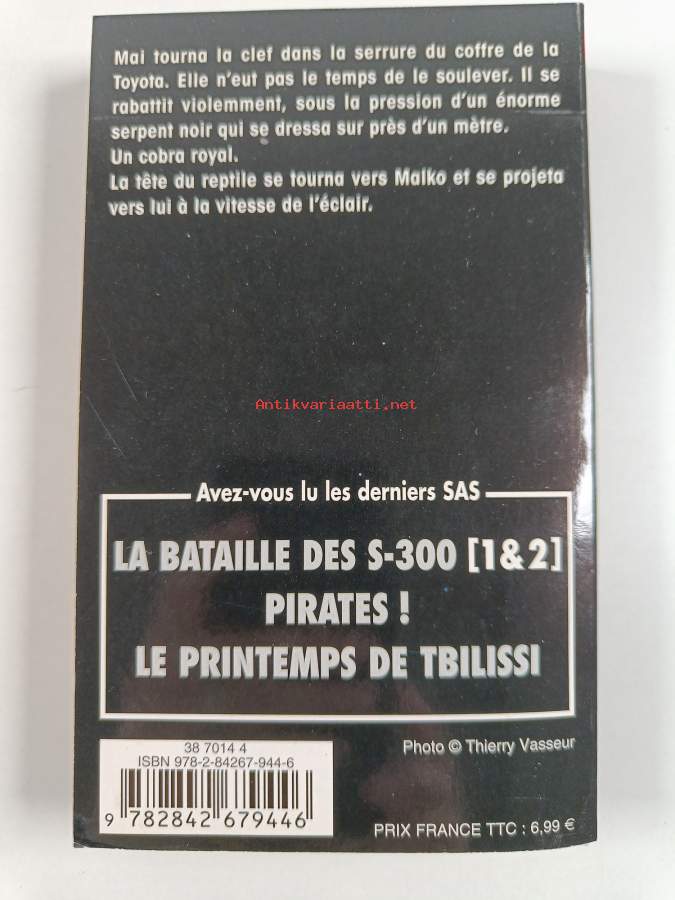 Mai tourna la clef dans la serrure du coffre de la
Toyota. Elle n'eut pas le temps de le soulever. Il se
rabattit violemment, sous la pression d'un énorme
serpent noir qui se dressa sur près d'un mètre.
Un cobra royal.
La tête du reptile se tourna vers Malko et se projeta
vers lui à la vitesse de l'éclair.
Antikvariaatti.net
Avez-vous lu les derniers SAS
LA BATAILLE DES S-300 [1&2]
PIRATES !
LE PRINTEMPS DE TBILISSI
38 7014 4
ISBN 978-2-84267-944-6
9 782842 679446
Photo © Thierry Vasseur
PRIX FRANCE TTC : 6,99 €